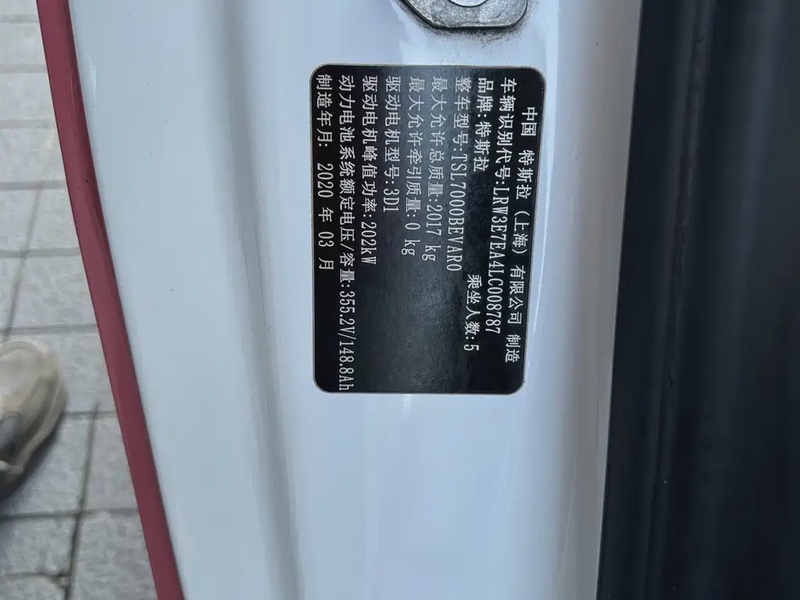 中国 特斯拉 (上海) 有限公司 制造
车辆识别代号:LRW3E7EA4LC008787
品牌:特斯拉 乘坐人数:5
整车型号:TSL7000BEVAR0
最大允许总质量:2017 kg
最大允许牵引质量:0 kg
驱动电机型号:3D1
驱动电机峰值功率:202kW
动力电池系统额定电压/容量:355.2V/148.8Ah
制造年月: 2020 年 03 月